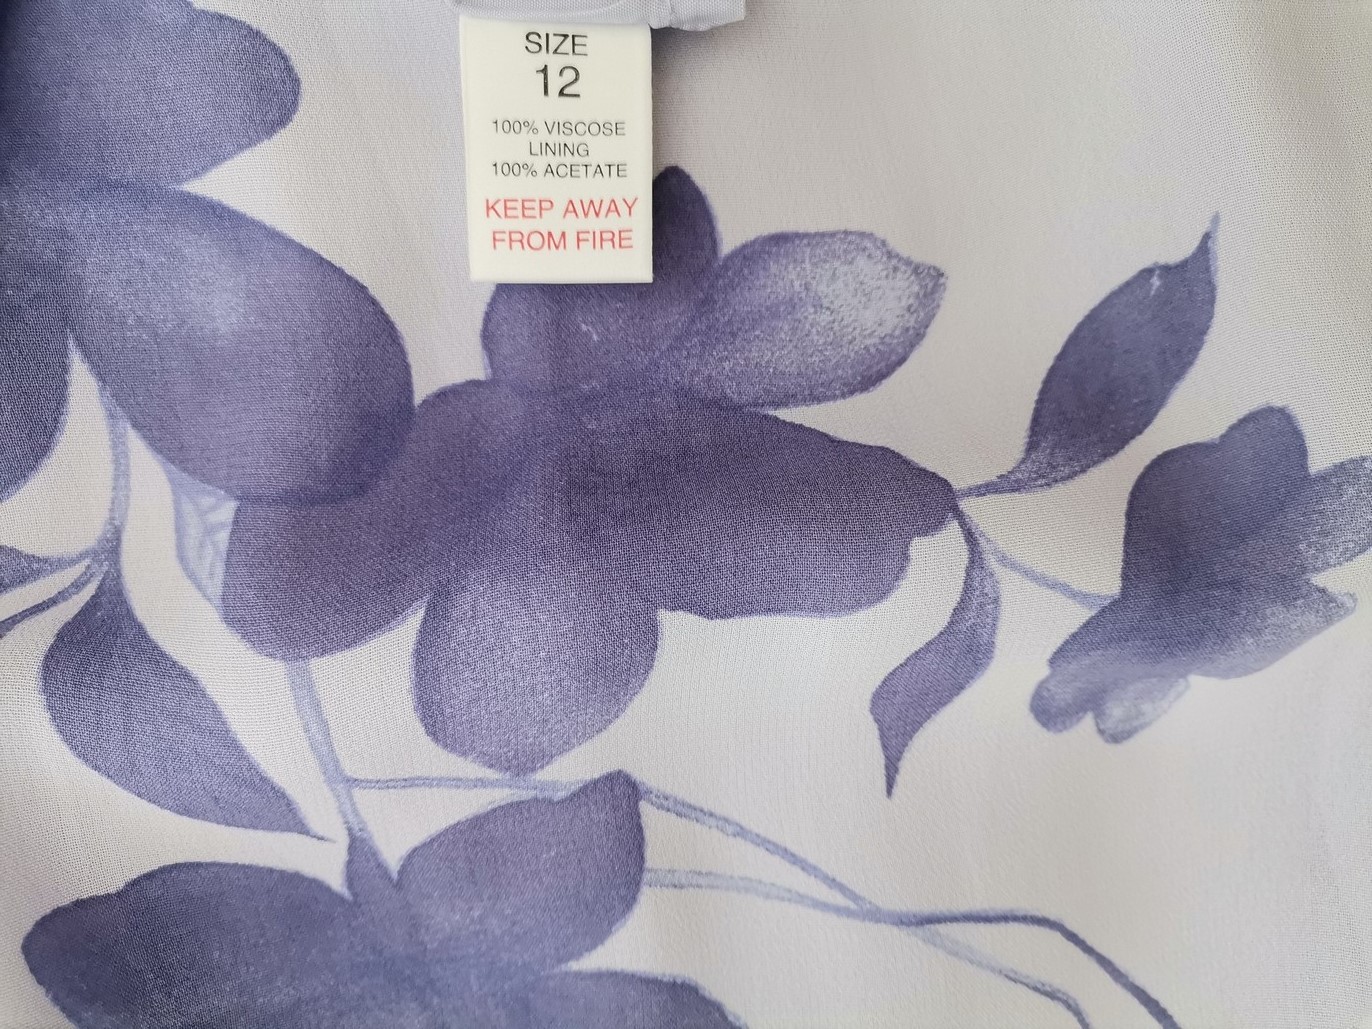 SIZE
12
100% VISCOSE
LINING
100% ACETATE
KEEP AWAY
FROM FIRE